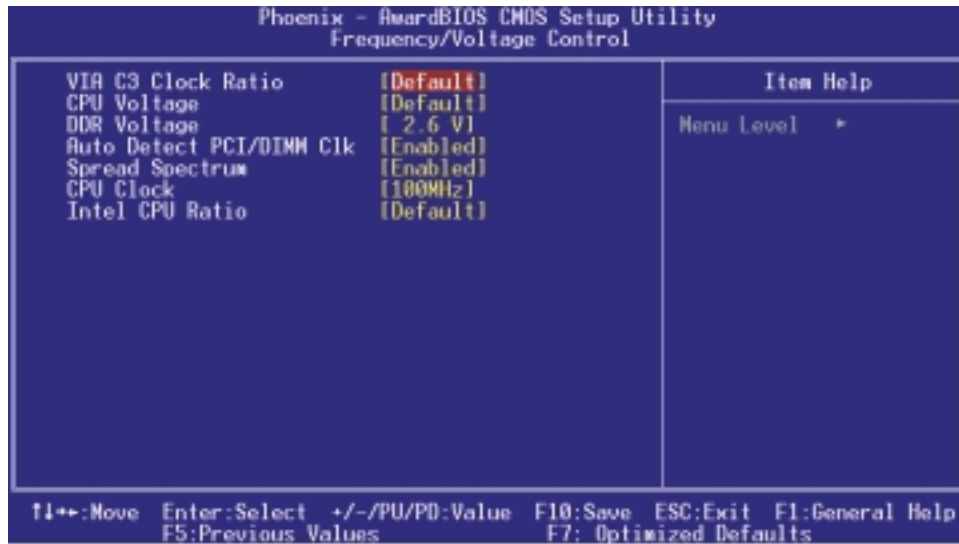 Phoenix - AwardBIOS CMOS Setup Utility
Frequency/Voltage Control
VIA C3 Clock Ratio [Default]
CPU Voltage [Default]
DDR Voltage [ 2.6 V]
Auto Detect PCI/DIMM Clk [Enabled]
Spread Spectrum [Enabled]
CPU Clock [100MHz]
Intel CPU Ratio [Default]
Item Help
Menu Level ►
↑↓→←:Move Enter:Select +/-/PU/PD:Value F10:Save ESC:Exit F1:General Help
F5:Previous Values F7: Optimized Defaults